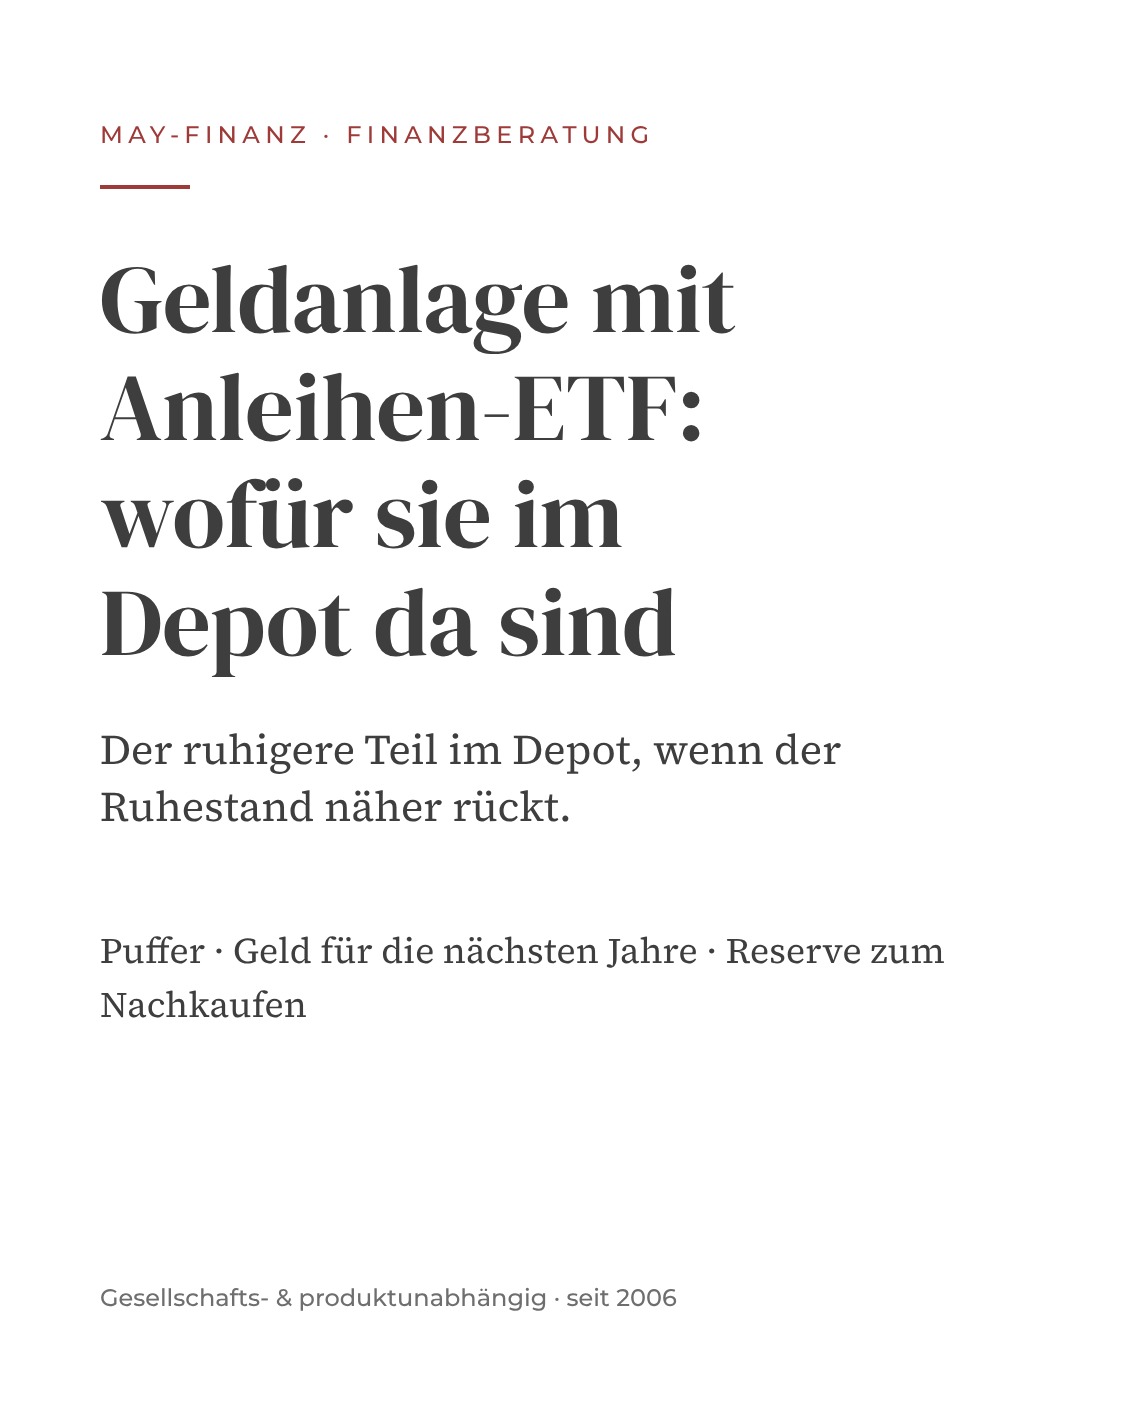 MAY-FINANZ · FINANZBERATUNG
Geldanlage mit
Anleihen-ETF:
wofür sie im
Depot da sind
Der ruhigere Teil im Depot, wenn der
Ruhestand näher rückt.
Puffer · Geld für die nächsten Jahre · Reserve zum
Nachkaufen
Gesellschafts- & produktunabhängig · seit 2006